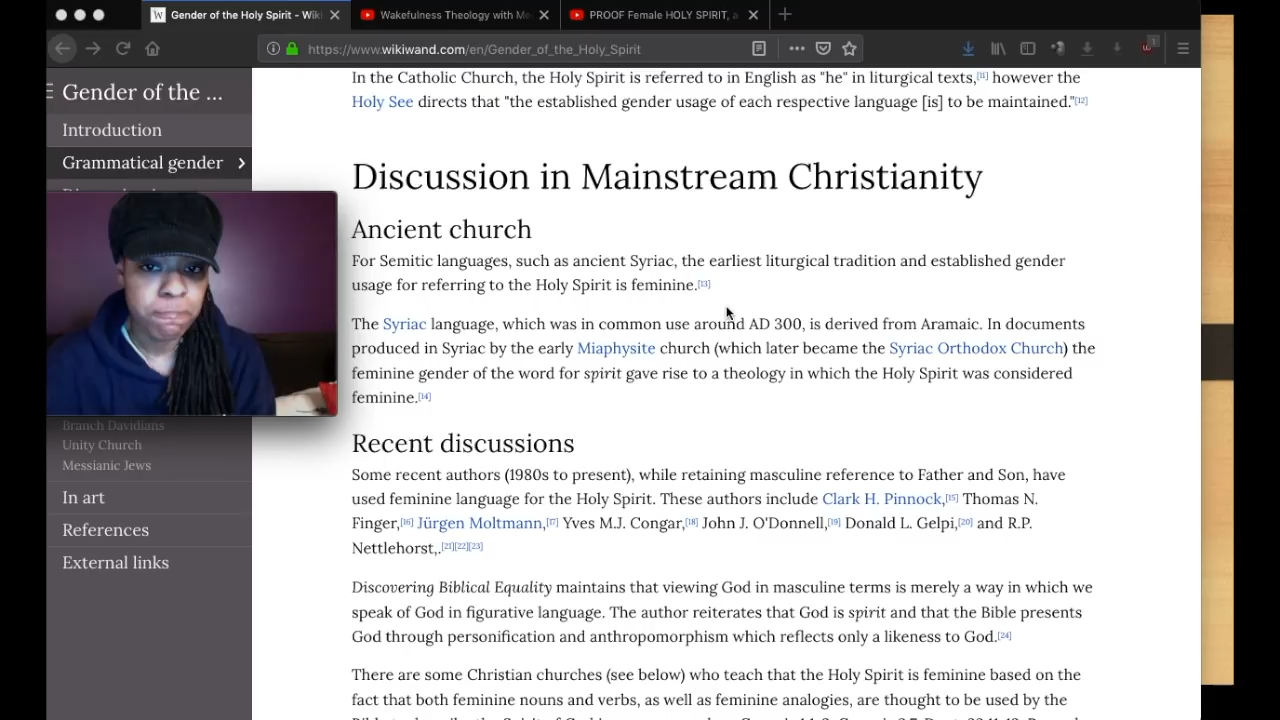 Gender of the Holy Spirit - Wiki
Wakefulness Theology with Me
PROOF Female HOLY SPIRIT, a
https://www.wikiwand.com/en/Gender_of_the_Holy_Spirit
1
Gender of the ...
Introduction
Grammatical gender
Branch Davidians
Unity Church
Messianic Jews
In art
References
External links
In the Catholic Church, the Holy Spirit is referred to in English as "he" in liturgical texts,[11] however the
Holy See directs that "the established gender usage of each respective language [is] to be maintained."[12]
Discussion in Mainstream Christianity
Ancient church
For Semitic languages, such as ancient Syriac, the earliest liturgical tradition and established gender
usage for referring to the Holy Spirit is feminine.[13]
The Syriac language, which was in common use around AD 300, is derived from Aramaic. In documents
produced in Syriac by the early Miaphysite church (which later became the Syriac Orthodox Church) the
feminine gender of the word for spirit gave rise to a theology in which the Holy Spirit was considered
feminine.[14]
Recent discussions
Some recent authors (1980s to present), while retaining masculine reference to Father and Son, have
used feminine language for the Holy Spirit. These authors include Clark H. Pinnock,[15] Thomas N.
Finger,[16] Jürgen Moltmann,[17] Yves M.J. Congar,[18] John J. O'Donnell,[19] Donald L. Gelpi,[20] and R.P.
Nettlehorst,.[21][22][23]
Discovering Biblical Equality maintains that viewing God in masculine terms is merely a way in which we
speak of God in figurative language. The author reiterates that God is spirit and that the Bible presents
God through personification and anthropomorphism which reflects only a likeness to God.[24]
There are some Christian churches (see below) who teach that the Holy Spirit is feminine based on the
fact that both feminine nouns and verbs, as well as feminine analogies, are thought to be used by the